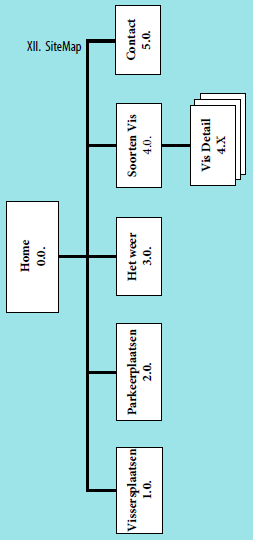 XII. SiteMap
Home
0.0.
Vissersplaatsen
1.0.
Parkeerplaatsen
2.0.
Het weer
3.0.
Soorten Vis
4.0.
Vis Detail
4.X
Contact
5.0.